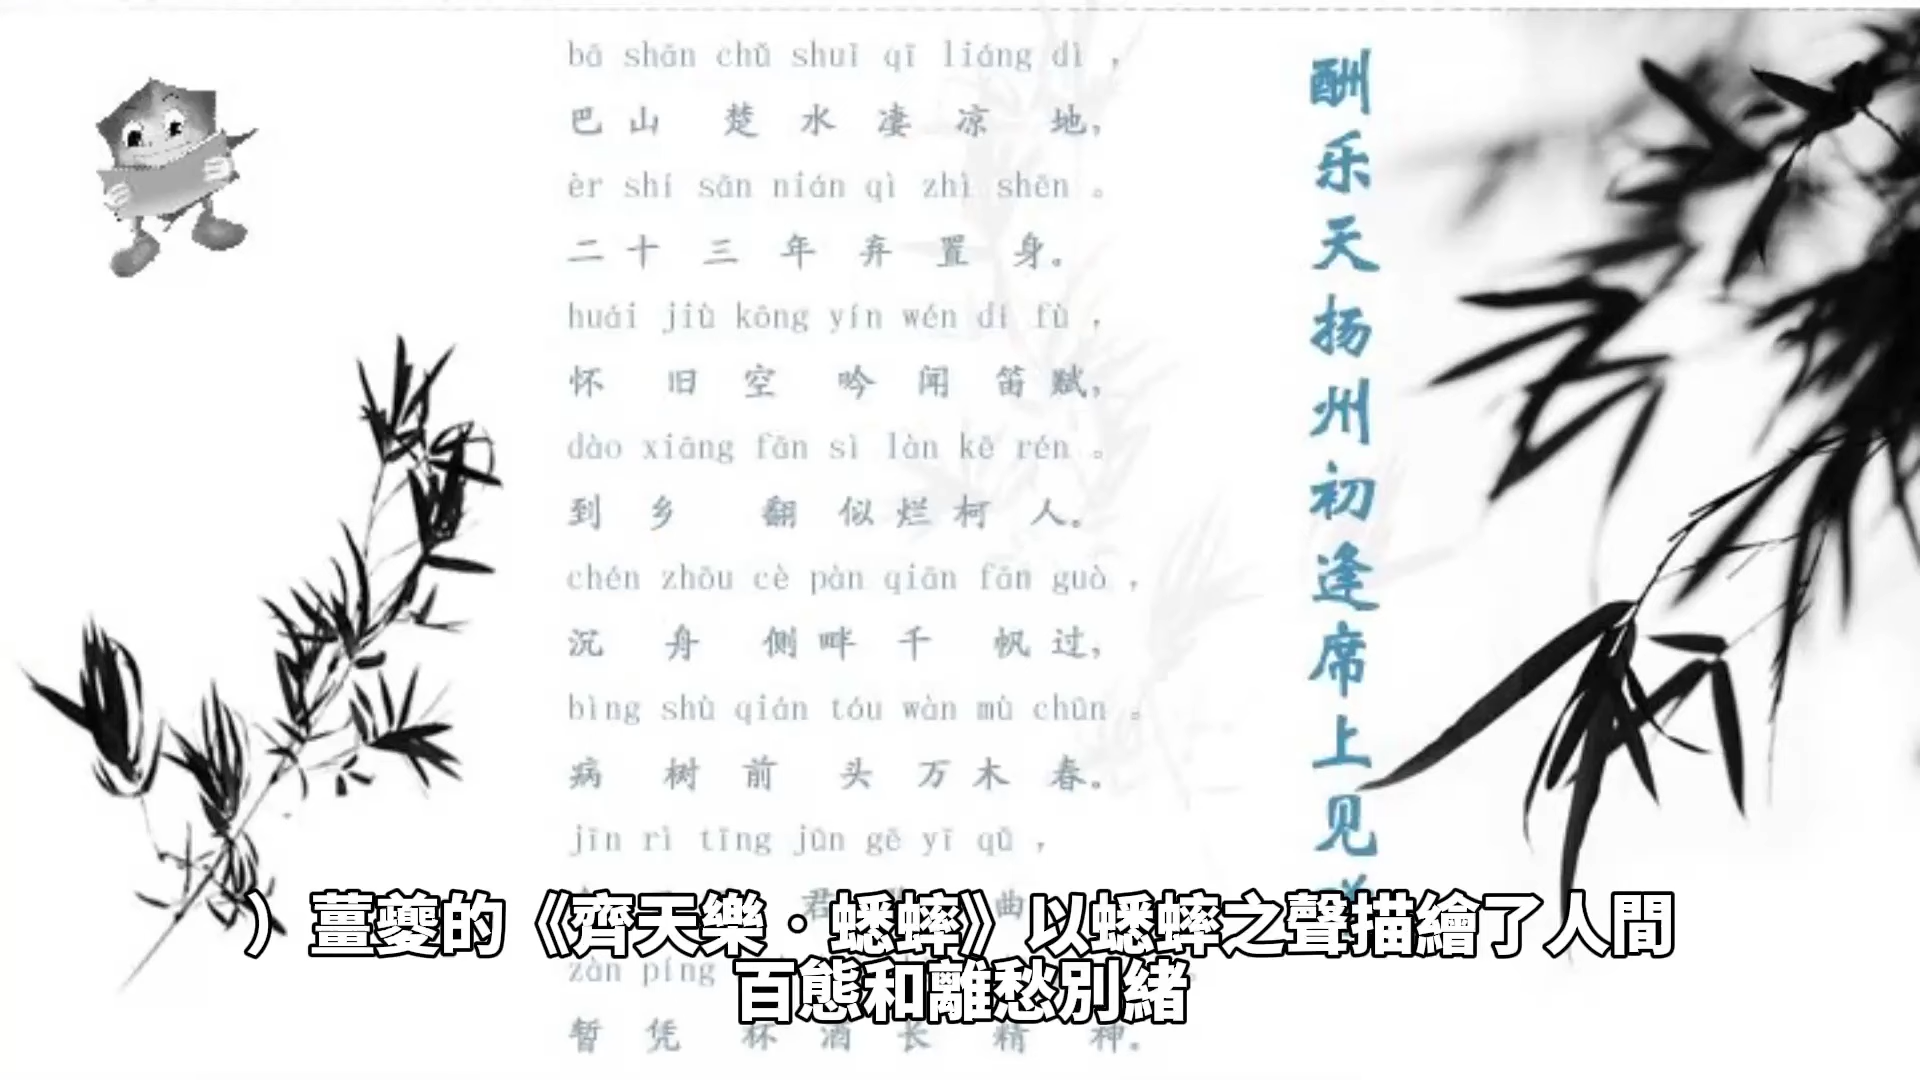 bā shān chǔ shuǐ qī liáng dì ，
巴山楚水凄凉地，
èr shí sān nián qì zhì shēn 。
二十三年弃置身。
huái jiù kōng yín wén dí fù ，
怀旧空吟闻笛赋，
dào xiāng fān sì làn kē rén 。
到乡翻似烂柯人。
chén zhōu cè pàn qiān fān guò ，
沉舟侧畔千帆过，
bìng shù qián tóu wàn mù chūn 。
病树前头万木春。
jīn rì tīng jūn gē yī qǔ ，
君 曲
zàn píng
暂凭杯酒长精神。
酬乐天扬州初逢席上见
）薑夔的《齊天樂·蟋蟀》以蟋蟀之聲描繪了人間
百態和離愁別緒